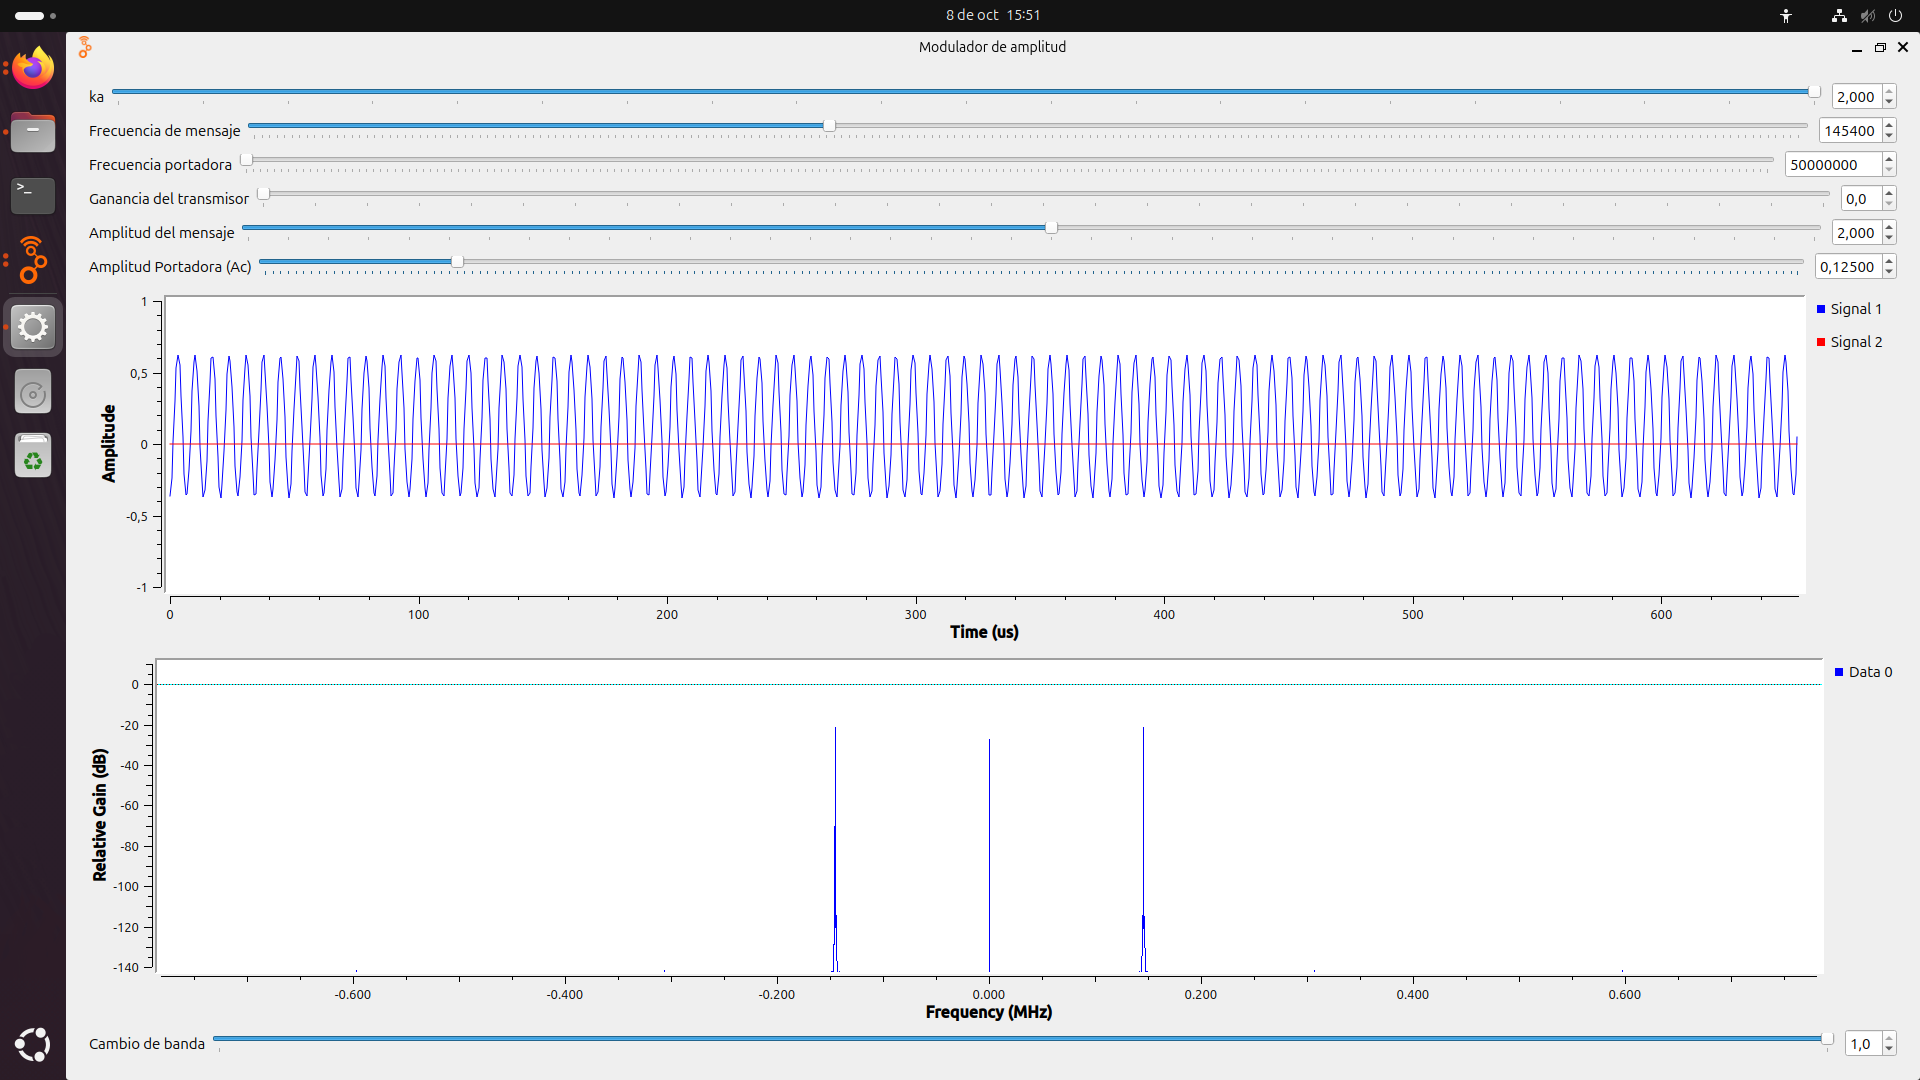 8 de oct 15:51
Modulador de amplitud
ka 2,000
Frecuencia de mensaje 145400
Frecuencia portadora 50000000
Ganancia del transmisor 0,0
Amplitud del mensaje 2,000
Amplitud Portadora (Ac) 0,12500
>_
1
0,5
0
-0,5
-1
Amplitude
Signal 1
Signal 2
0 100 200 300 400 500 600
Time (us)
0
-20
-40
-60
-80
-100
-120
-140
Relative Gain (dB)
Data 0
-0.600 -0.400 -0.200 0.000 0.200 0.400 0.600
Frequency (MHz)
Cambio de banda 1,0